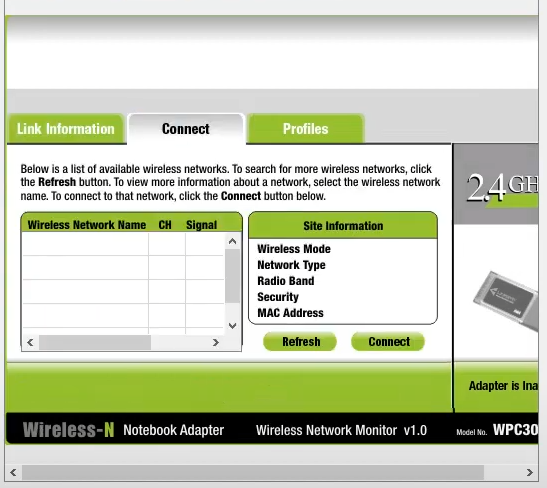 Link Information
Connect
Profiles
Below is a list of available wireless networks. To search for more wireless networks, click
the Refresh button. To view more information about a network, select the wireless network
name. To connect to that network, click the Connect button below.
2.4GH
Wireless Network Name CH Signal
Site Information
Wireless Mode
Network Type
Radio Band
Security
MAC Address
Refresh
Connect
Adapter is Ina
Wireless-N Notebook Adapter Wireless Network Monitor v1.0 Model No. WPC30